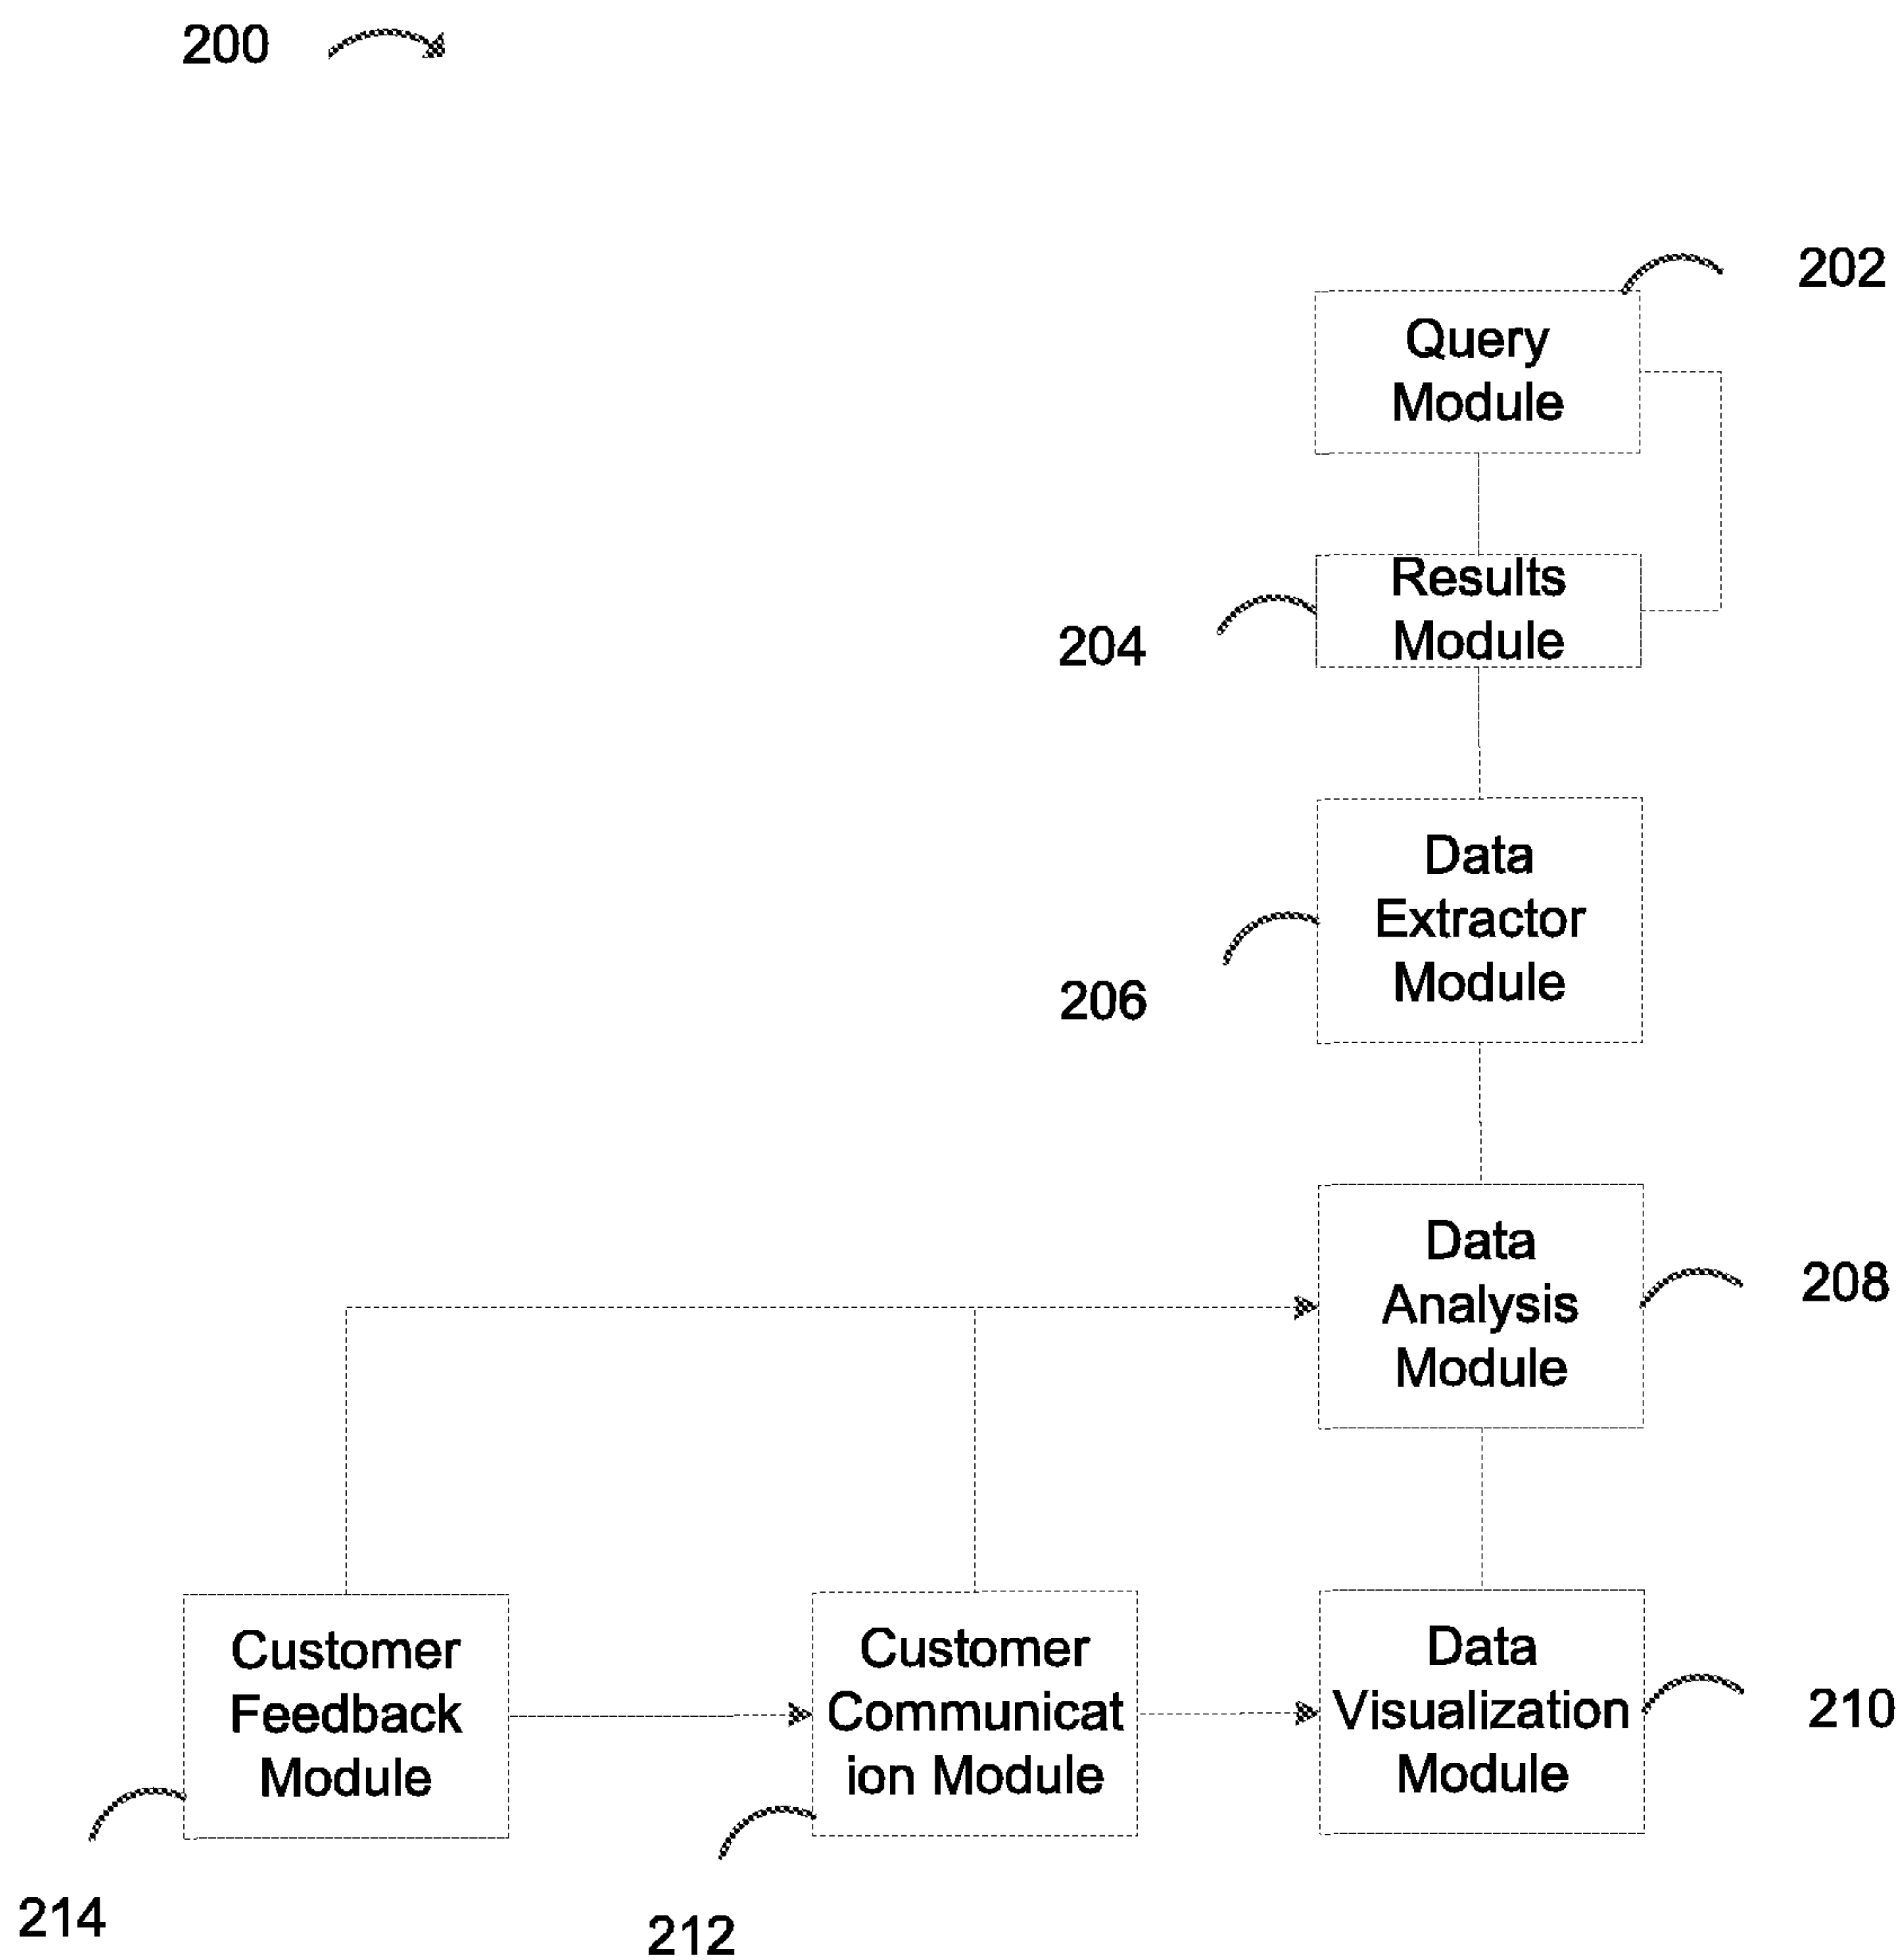 200
202
Query
Module
Results
Module
204
Data
Extractor
Module
206
Data
Analysis
Module
208
Customer
Feedback
Module
Customer
Communicat
ion Module
Data
Visualization
Module
210
214
212